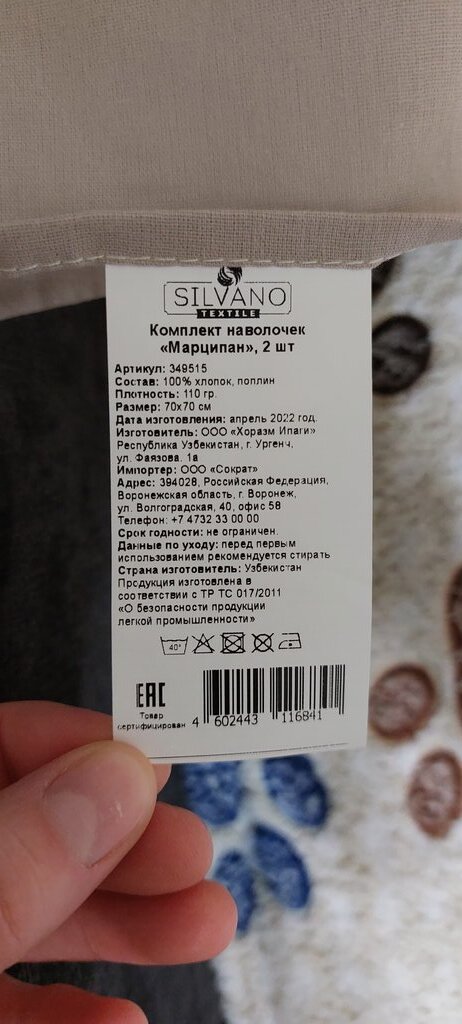 SILVANO
TEXTILE
Комплект наволочек
«Марципан», 2 шт
Артикул: 349515
Состав: 100% хлопок, поплин
Плотность: 110 гр.
Размер: 70х70 см
Дата изготовления: апрель 2022 год.
Изготовитель: ООО «Хоразм Ипаги»
Республика Узбекистан, г. Ургенч,
ул. Фаязова, 1а
Импортер: ООО «Сократ»
Адрес: 394028, Российская Федерация,
Воронежская область, г. Воронеж,
ул. Волгоградская, 40, офис 58
Телефон: +7 4732 33 00 00
Срок годности: не ограничен.
Данные по уходу: перед первым
использованием рекомендуется стирать
Страна изготовитель: Узбекистан
Продукция изготовлена в
соответствии с ТР ТС 017/2011
«О безопасности продукции
легкой промышленности»
40°
ЕАС
Товар
сертифицирован
4 602443 116841